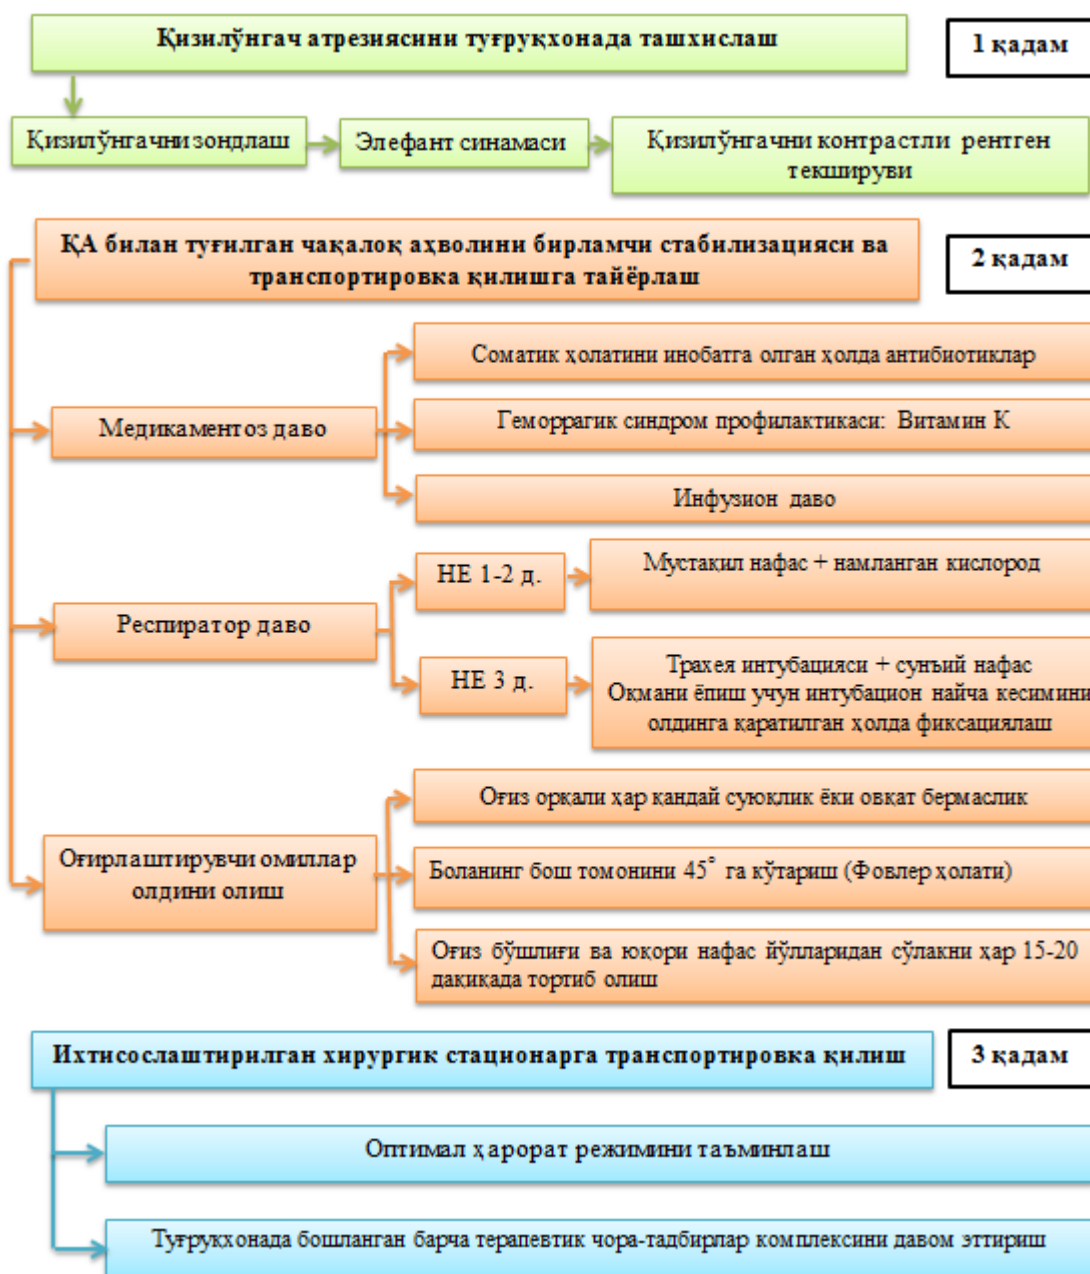 Қизилўнгач атрезиясини туғруқхонада ташхислаш
1 қадам
Қизилўнгачни зондлаш
Элефант синамаси
Қизилўнгачни контрастли рентген
текшируви
ҚА билан туғилган чақалоқ аҳволини бирламчи стабилизацияси ва
транспортировка қилишга тайёрлаш
2 қадам
Соматик ҳолатини инобатга олган ҳолда антибиотиклар
Медикаментоз даво
Геморрагик синдром профилактикаси: Витамин К
Инфузион даво
НЕ 1-2 д.
Мустақил нафас + намланган кислород
Респиратор даво
НЕ 3 д.
Трахея интубацияси + сунъий нафас
Оқмани ёпиш учун интубацион найча кесимини
олдинга қаратилган ҳолда фиксациялаш
Оғиз орқали ҳар қандай суюқлик ёки овқат бермаслик
Оғирлаштирувчи омиллар
олдини олиш
Боланинг бош томонини 45° га кўтариш (Фовлер ҳолати)
Оғиз бўшлиғи ва юқори нафас йўлларидан сўлакни ҳар 15-20
дақиқада тортиб олиш
Ихтисослаштирилган хирургик стационарга транспортировка қилиш
3 қадам
Оптимал ҳарорат режимини таъминлаш
Туғруқхонада бошланган барча терапевтик чора-тадбирлар комплексини давом эттириш